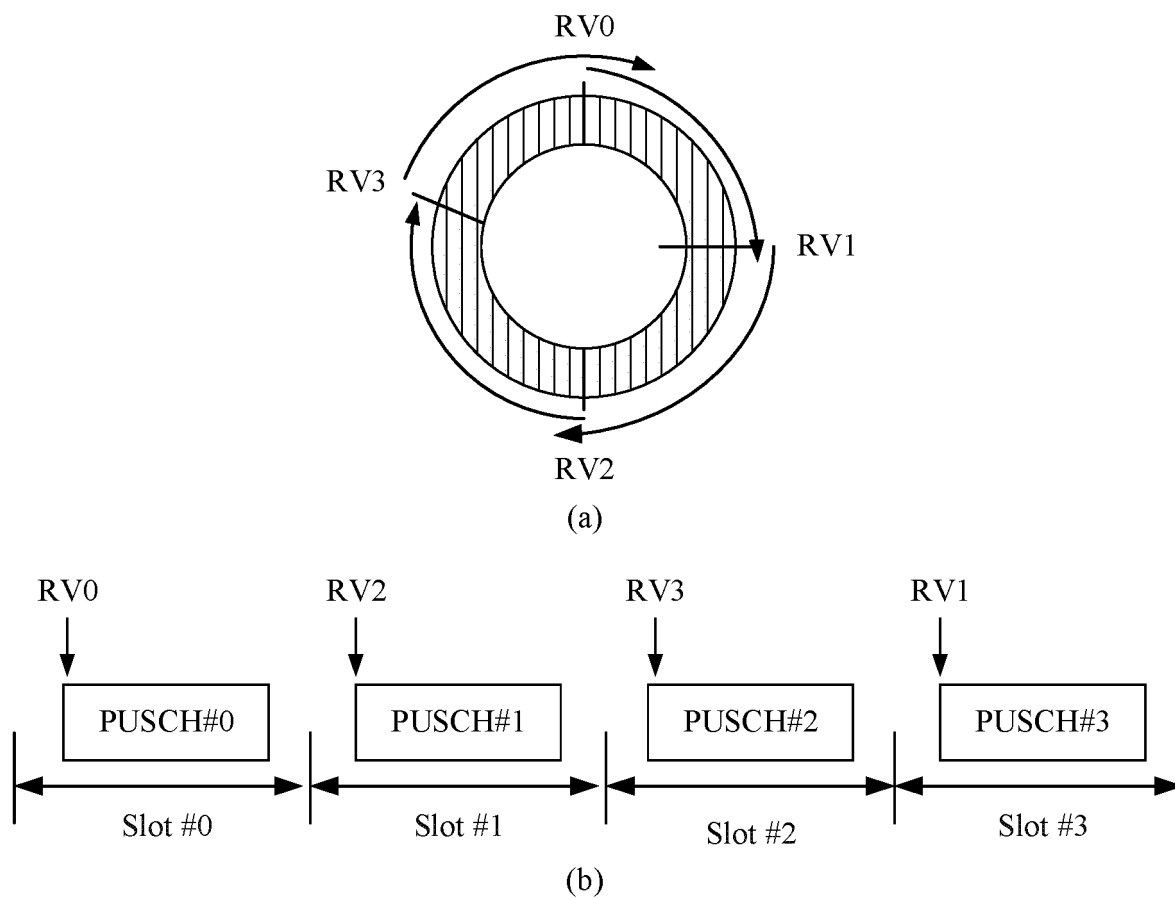 RV0
RV3
RV1
RV2
(a)
RV0 RV2 RV3 RV1
PUSCH#0 PUSCH#1 PUSCH#2 PUSCH#3
Slot #0 Slot #1 Slot #2 Slot #3
(b)